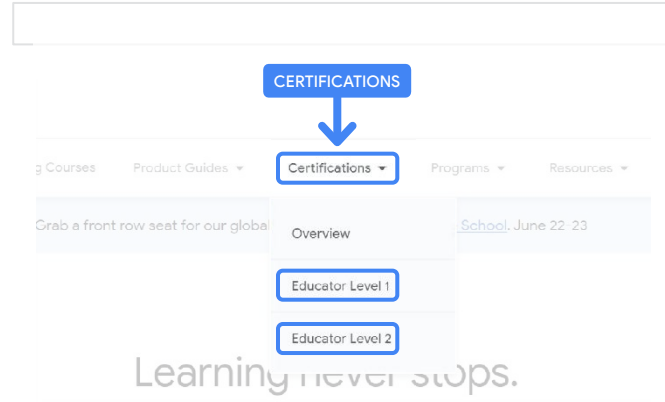 CERTIFICATIONS
g Courses Product Guides Certifications Programs Resources
Grab a front row seat for our global School. June 22-23
Overview
Educator Level 1
Educator Level 2
Learning never stops.